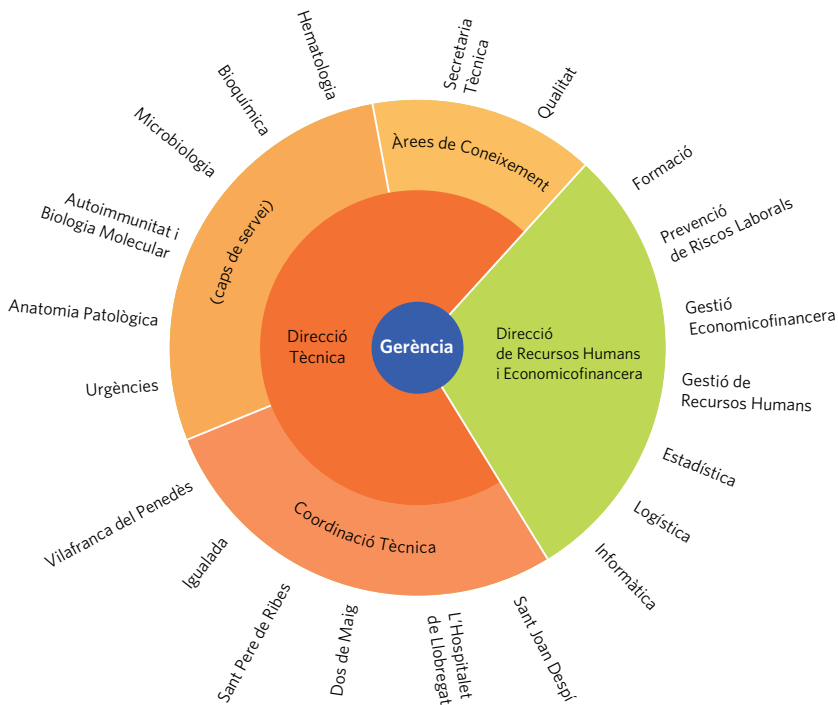 Hematologia
Bioquímica
Microbiologia
Autoimmunitat i
Biologia Molecular
Anatomia Patològica
Urgències
Secretaria
Tècnica
Qualitat
Formació
Prevenció
de Riscos Laborals
Gestió
Economicofinancera
Gestió de
Recursos Humans
Estadística
Logística
Informàtica
Àrees de Coneixement
(caps de servei)
Direcció
Tècnica
Gerència
Direcció
de Recursos Humans
i Economicofinancera
Coordinació Tècnica
Vilafranca del Penedès
Igualada
Sant Pere de Ribes
Dos de Maig
L'Hospitalet
de Llobregat
Sant Joan Despí